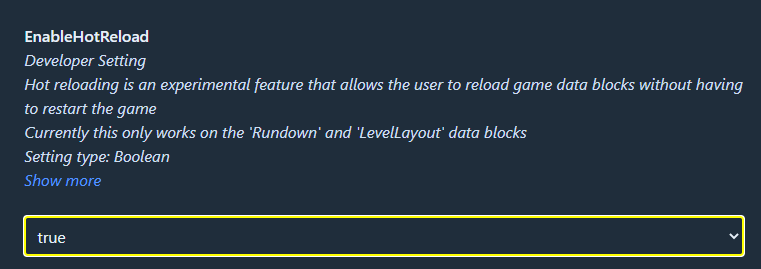 EnableHotReload
Developer Setting
Hot reloading is an experimental feature that allows the user to reload game data blocks without having
to restart the game
Currently this only works on the 'Rundown' and 'LevelLayout' data blocks
Setting type: Boolean
Show more
true